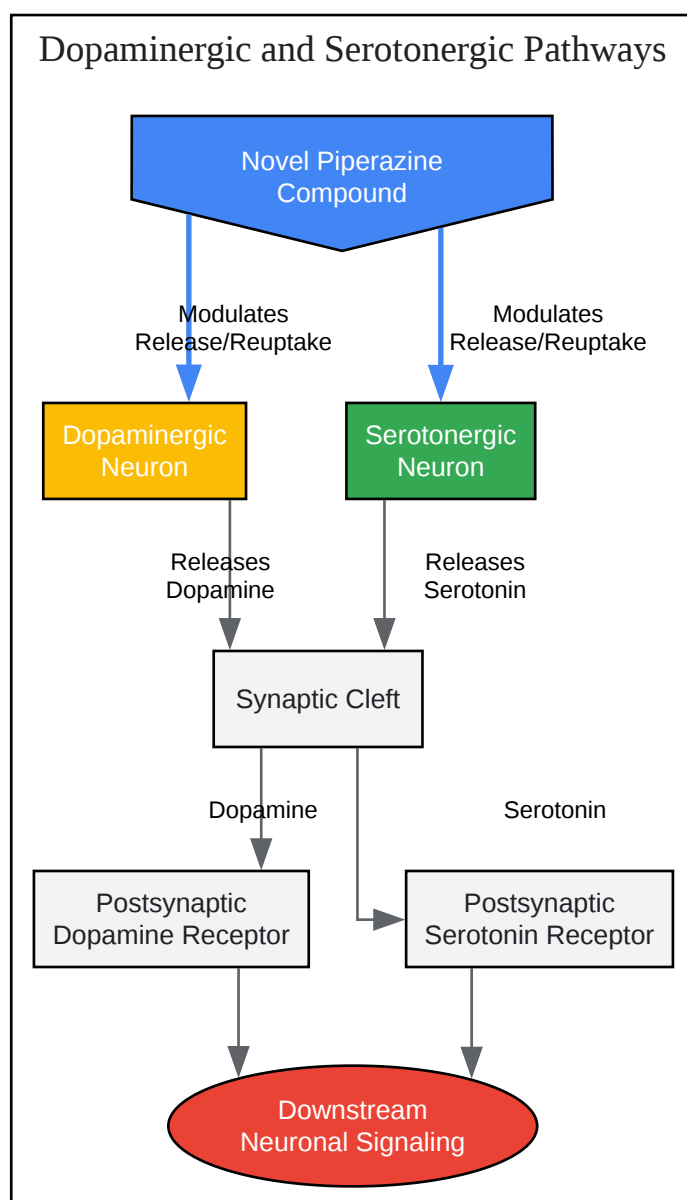 Dopaminergic and Serotonergic Pathways
Novel Piperazine
Compound
Modulates
Release/Reuptake
Modulates
Release/Reuptake
Dopaminergic
Neuron
Serotonergic
Neuron
Releases
Dopamine
Releases
Serotonin
Synaptic Cleft
Dopamine
Serotonin
Postsynaptic
Dopamine Receptor
Postsynaptic
Serotonin Receptor
Downstream
Neuronal Signaling